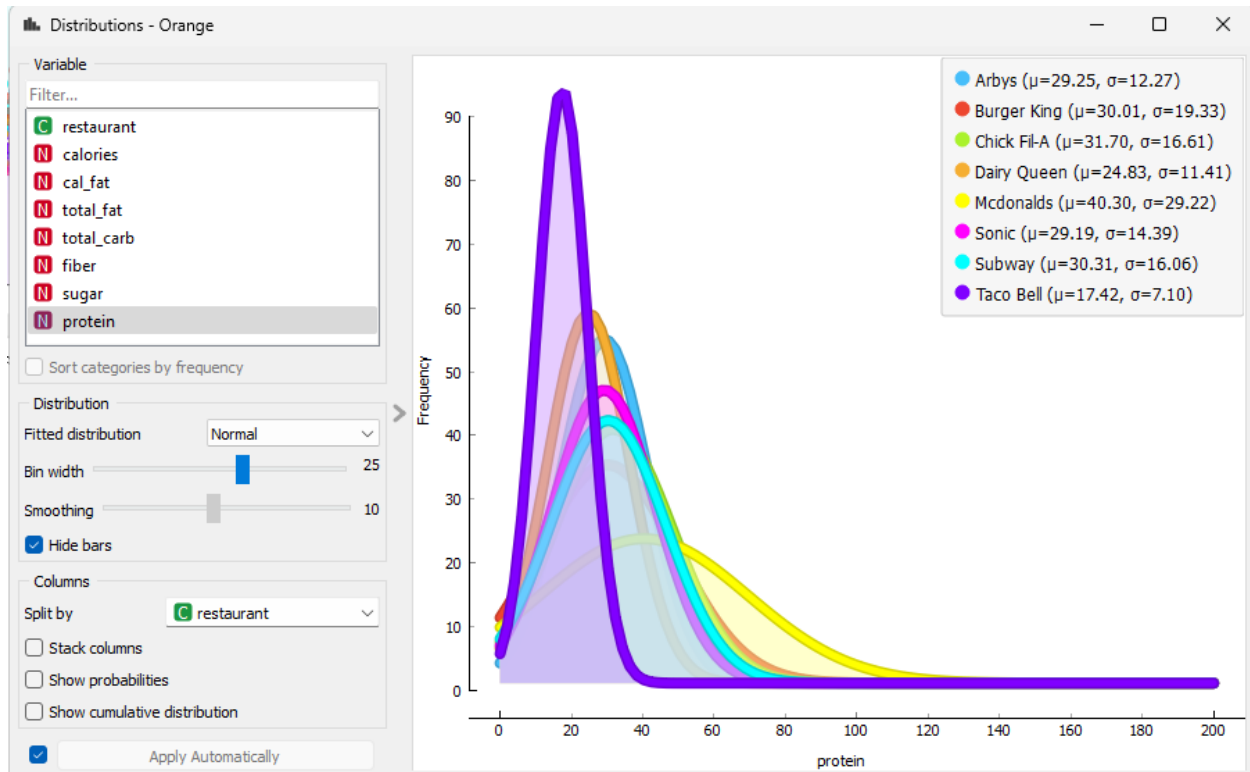 Distributions - Orange
Variable
Filter...
C restaurant
N calories
N cal_fat
N total_fat
N total_carb
N fiber
N sugar
N protein
Sort categories by frequency
Distribution
Fitted distribution Normal
Bin width 25
Smoothing 10
Hide bars
Columns
Split by C restaurant
Stack columns
Show probabilities
Show cumulative distribution
Apply Automatically
Arbys (μ=29.25, σ=12.27)
Burger King (μ=30.01, σ=19.33)
Chick Fil-A (μ=31.70, σ=16.61)
Dairy Queen (μ=24.83, σ=11.41)
Mcdonalds (μ=40.30, σ=29.22)
Sonic (μ=29.19, σ=14.39)
Subway (μ=30.31, σ=16.06)
Taco Bell (μ=17.42, σ=7.10)
Frequency
90
80
70
60
50
40
30
20
10
0
0 20 40 60 80 100 120 140 160 180 200
protein